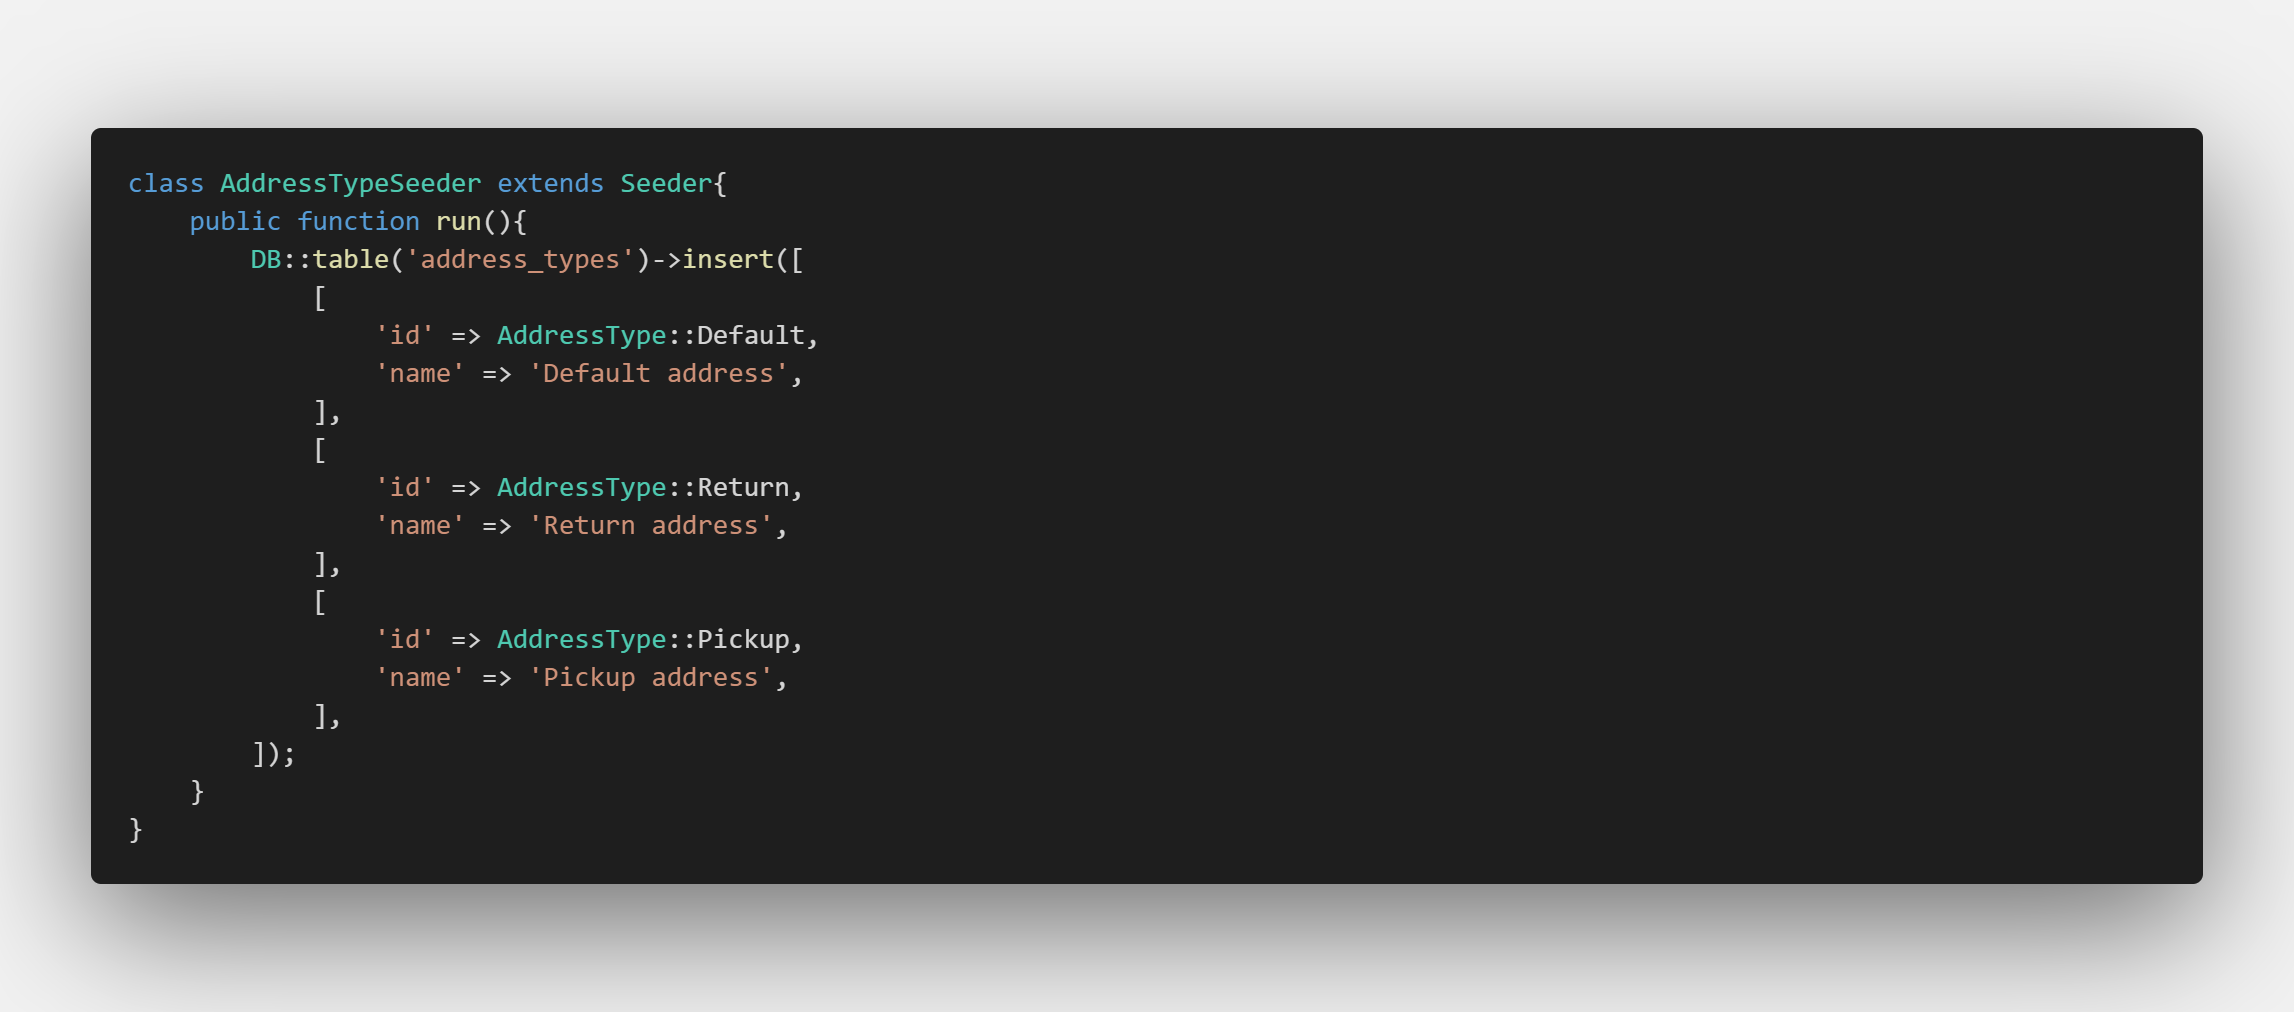 class AddressTypeSeeder extends Seeder{
    public function run(){
        DB::table('address_types')->insert([
            [
                'id' => AddressType::Default,
                'name' => 'Default address',
            ],
            [
                'id' => AddressType::Return,
                'name' => 'Return address',
            ],
            [
                'id' => AddressType::Pickup,
                'name' => 'Pickup address',
            ],
        ]);
    }
}